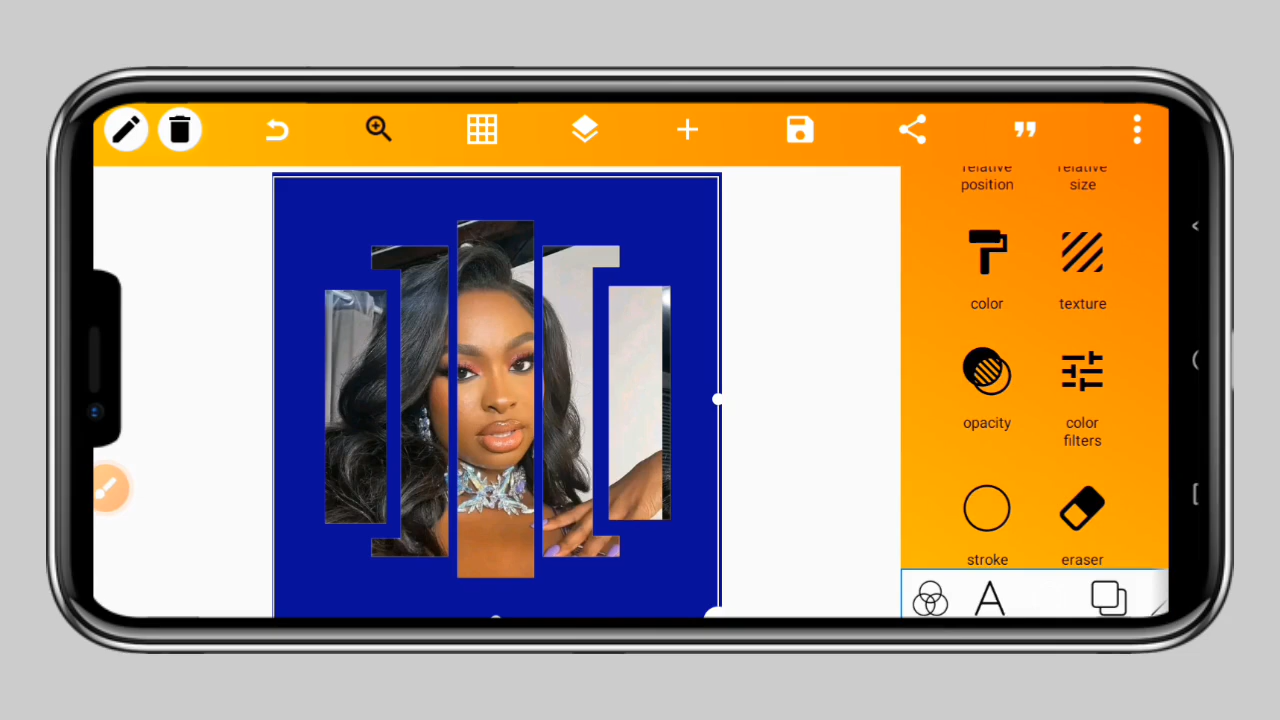 relative relative
position size
color texture
opacity color
filters
stroke eraser